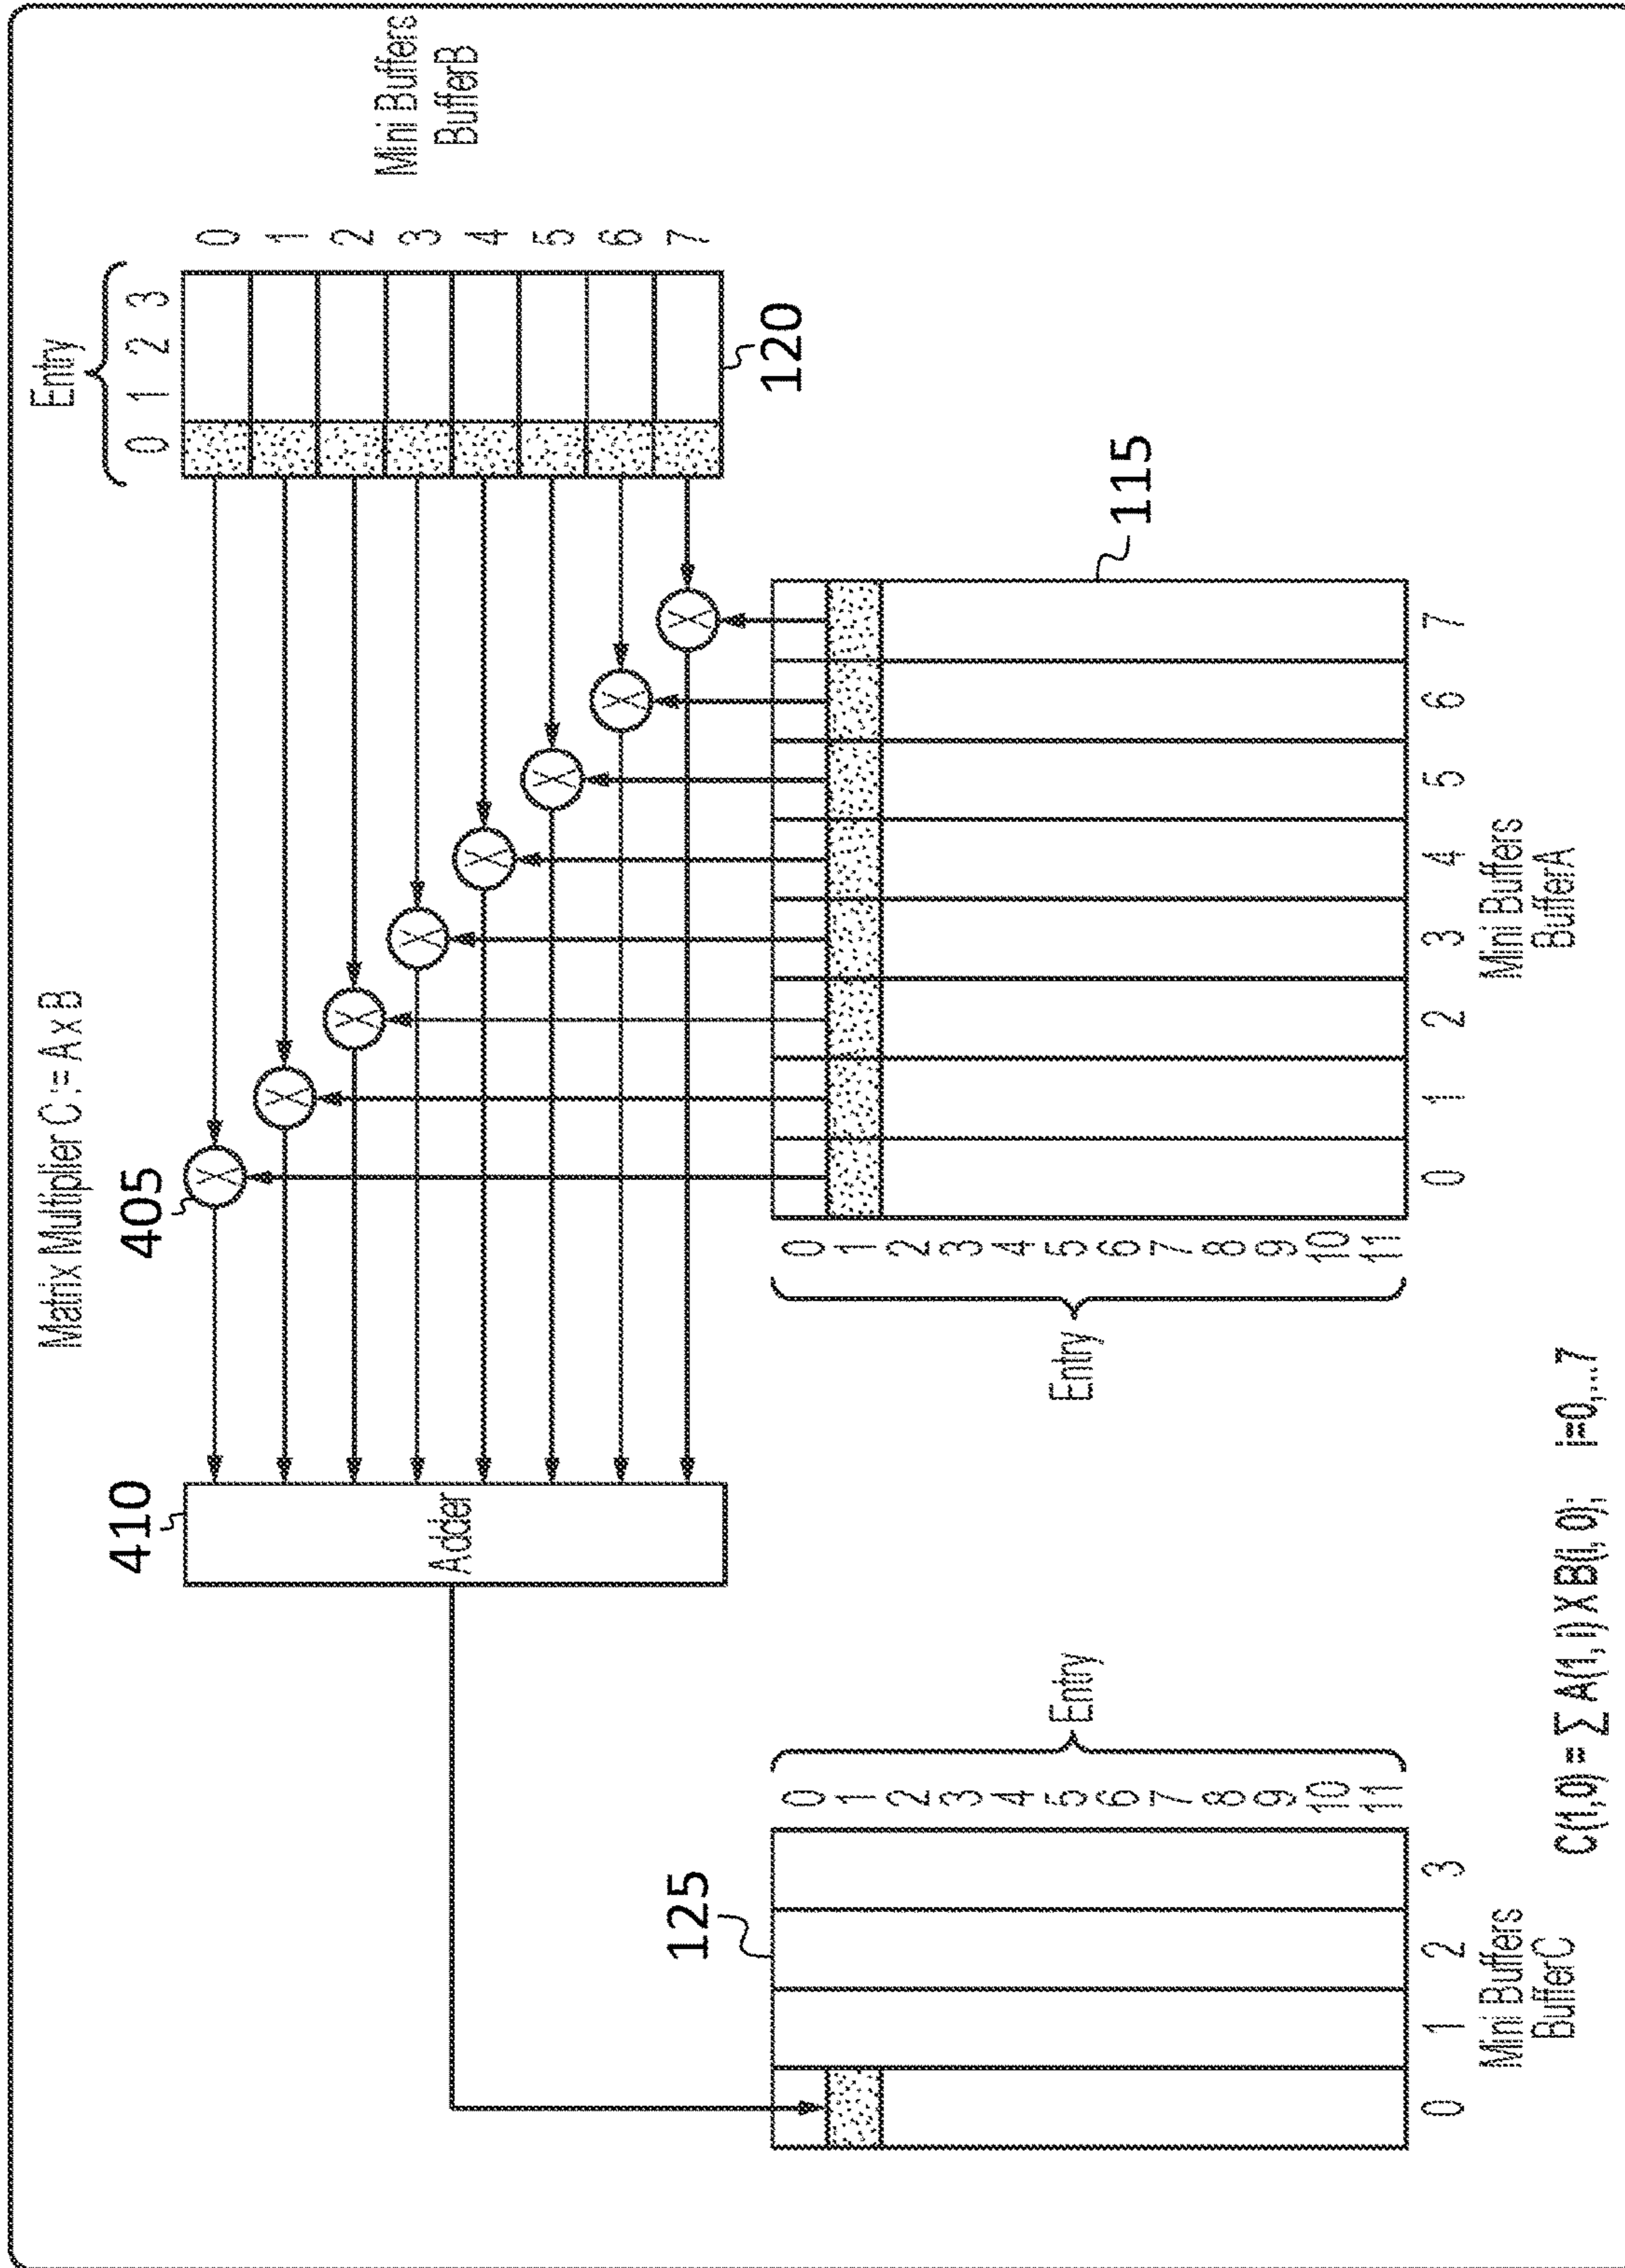 Matrix Multiplier C := A x B
410
405
Adder
Entry
0 1 2 3
0
1
2
3
4
5
6
7
Mini Buffers
BufferB
120
125
0
1
2
3
4
5
6
7
8
9
10
11
Entry
0 1 2 3
Mini Buffers
BufferC
Entry
0
1
2
3
4
5
6
7
8
9
10
11
115
0 1 2 3 4 5 6 7
Mini Buffers
BufferA
C(1,0) = Σ A(1, i) X B(i, 0); i=0,...7